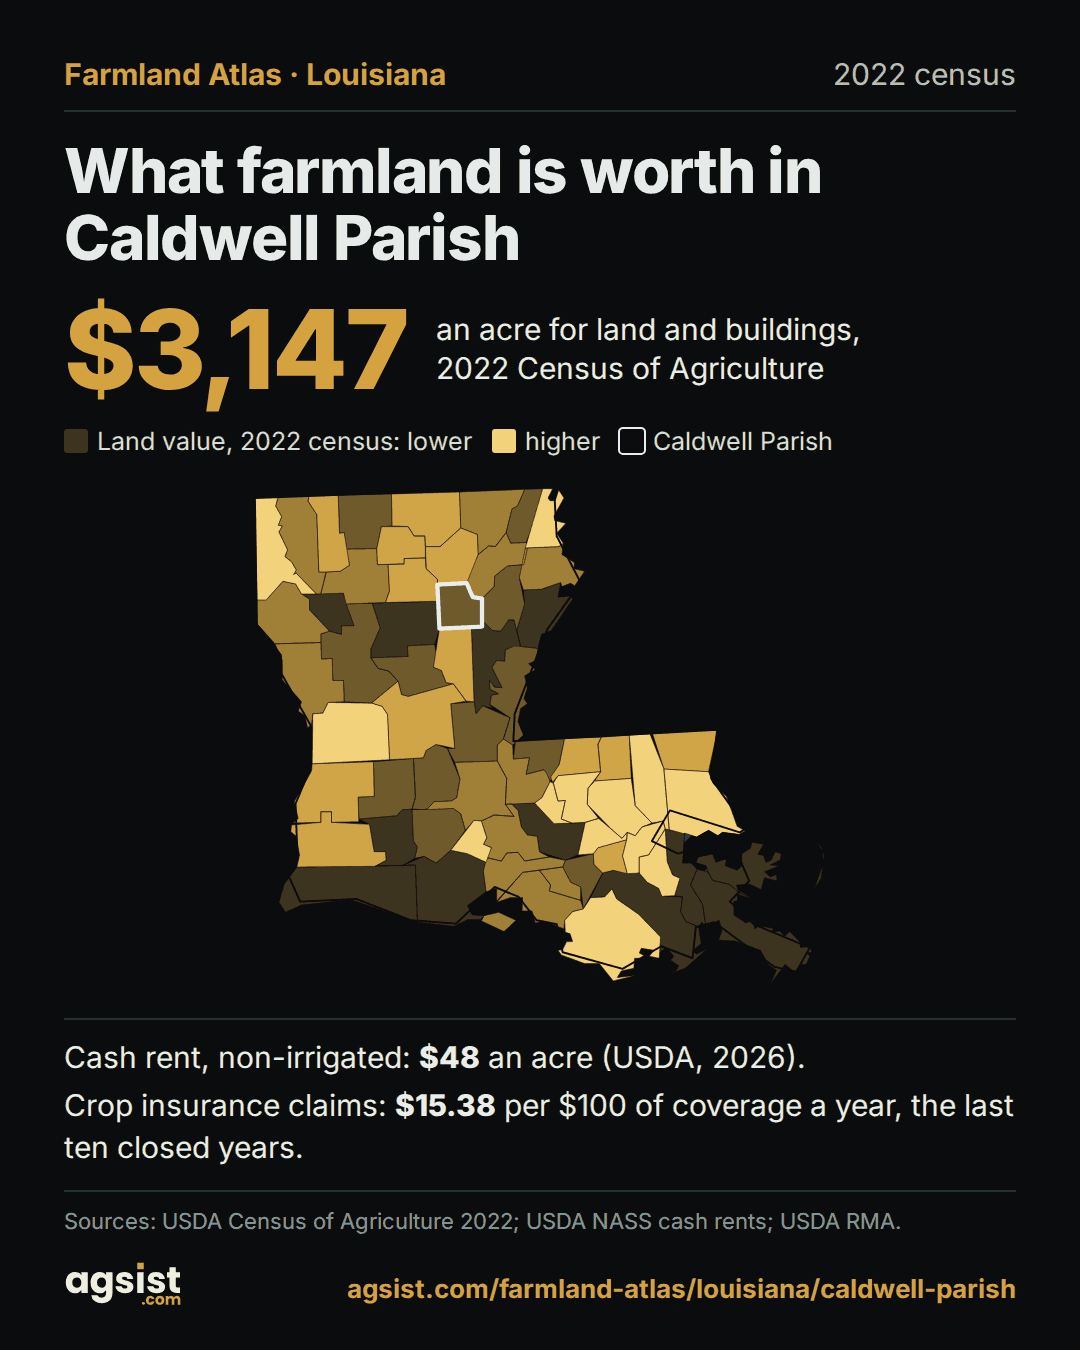 Farmland Atlas · Louisiana
2022 census
What farmland is worth in
Caldwell Parish
$3,147
an acre for land and buildings,
2022 Census of Agriculture
Land value, 2022 census: lower
higher
Caldwell Parish
Cash rent, non-irrigated: $48 an acre (USDA, 2026).
Crop insurance claims: $15.38 per $100 of coverage a year, the last
ten closed years.
Sources: USDA Census of Agriculture 2022; USDA NASS cash rents; USDA RMA.
agsist
.com
agsist.com/farmland-atlas/louisiana/caldwell-parish